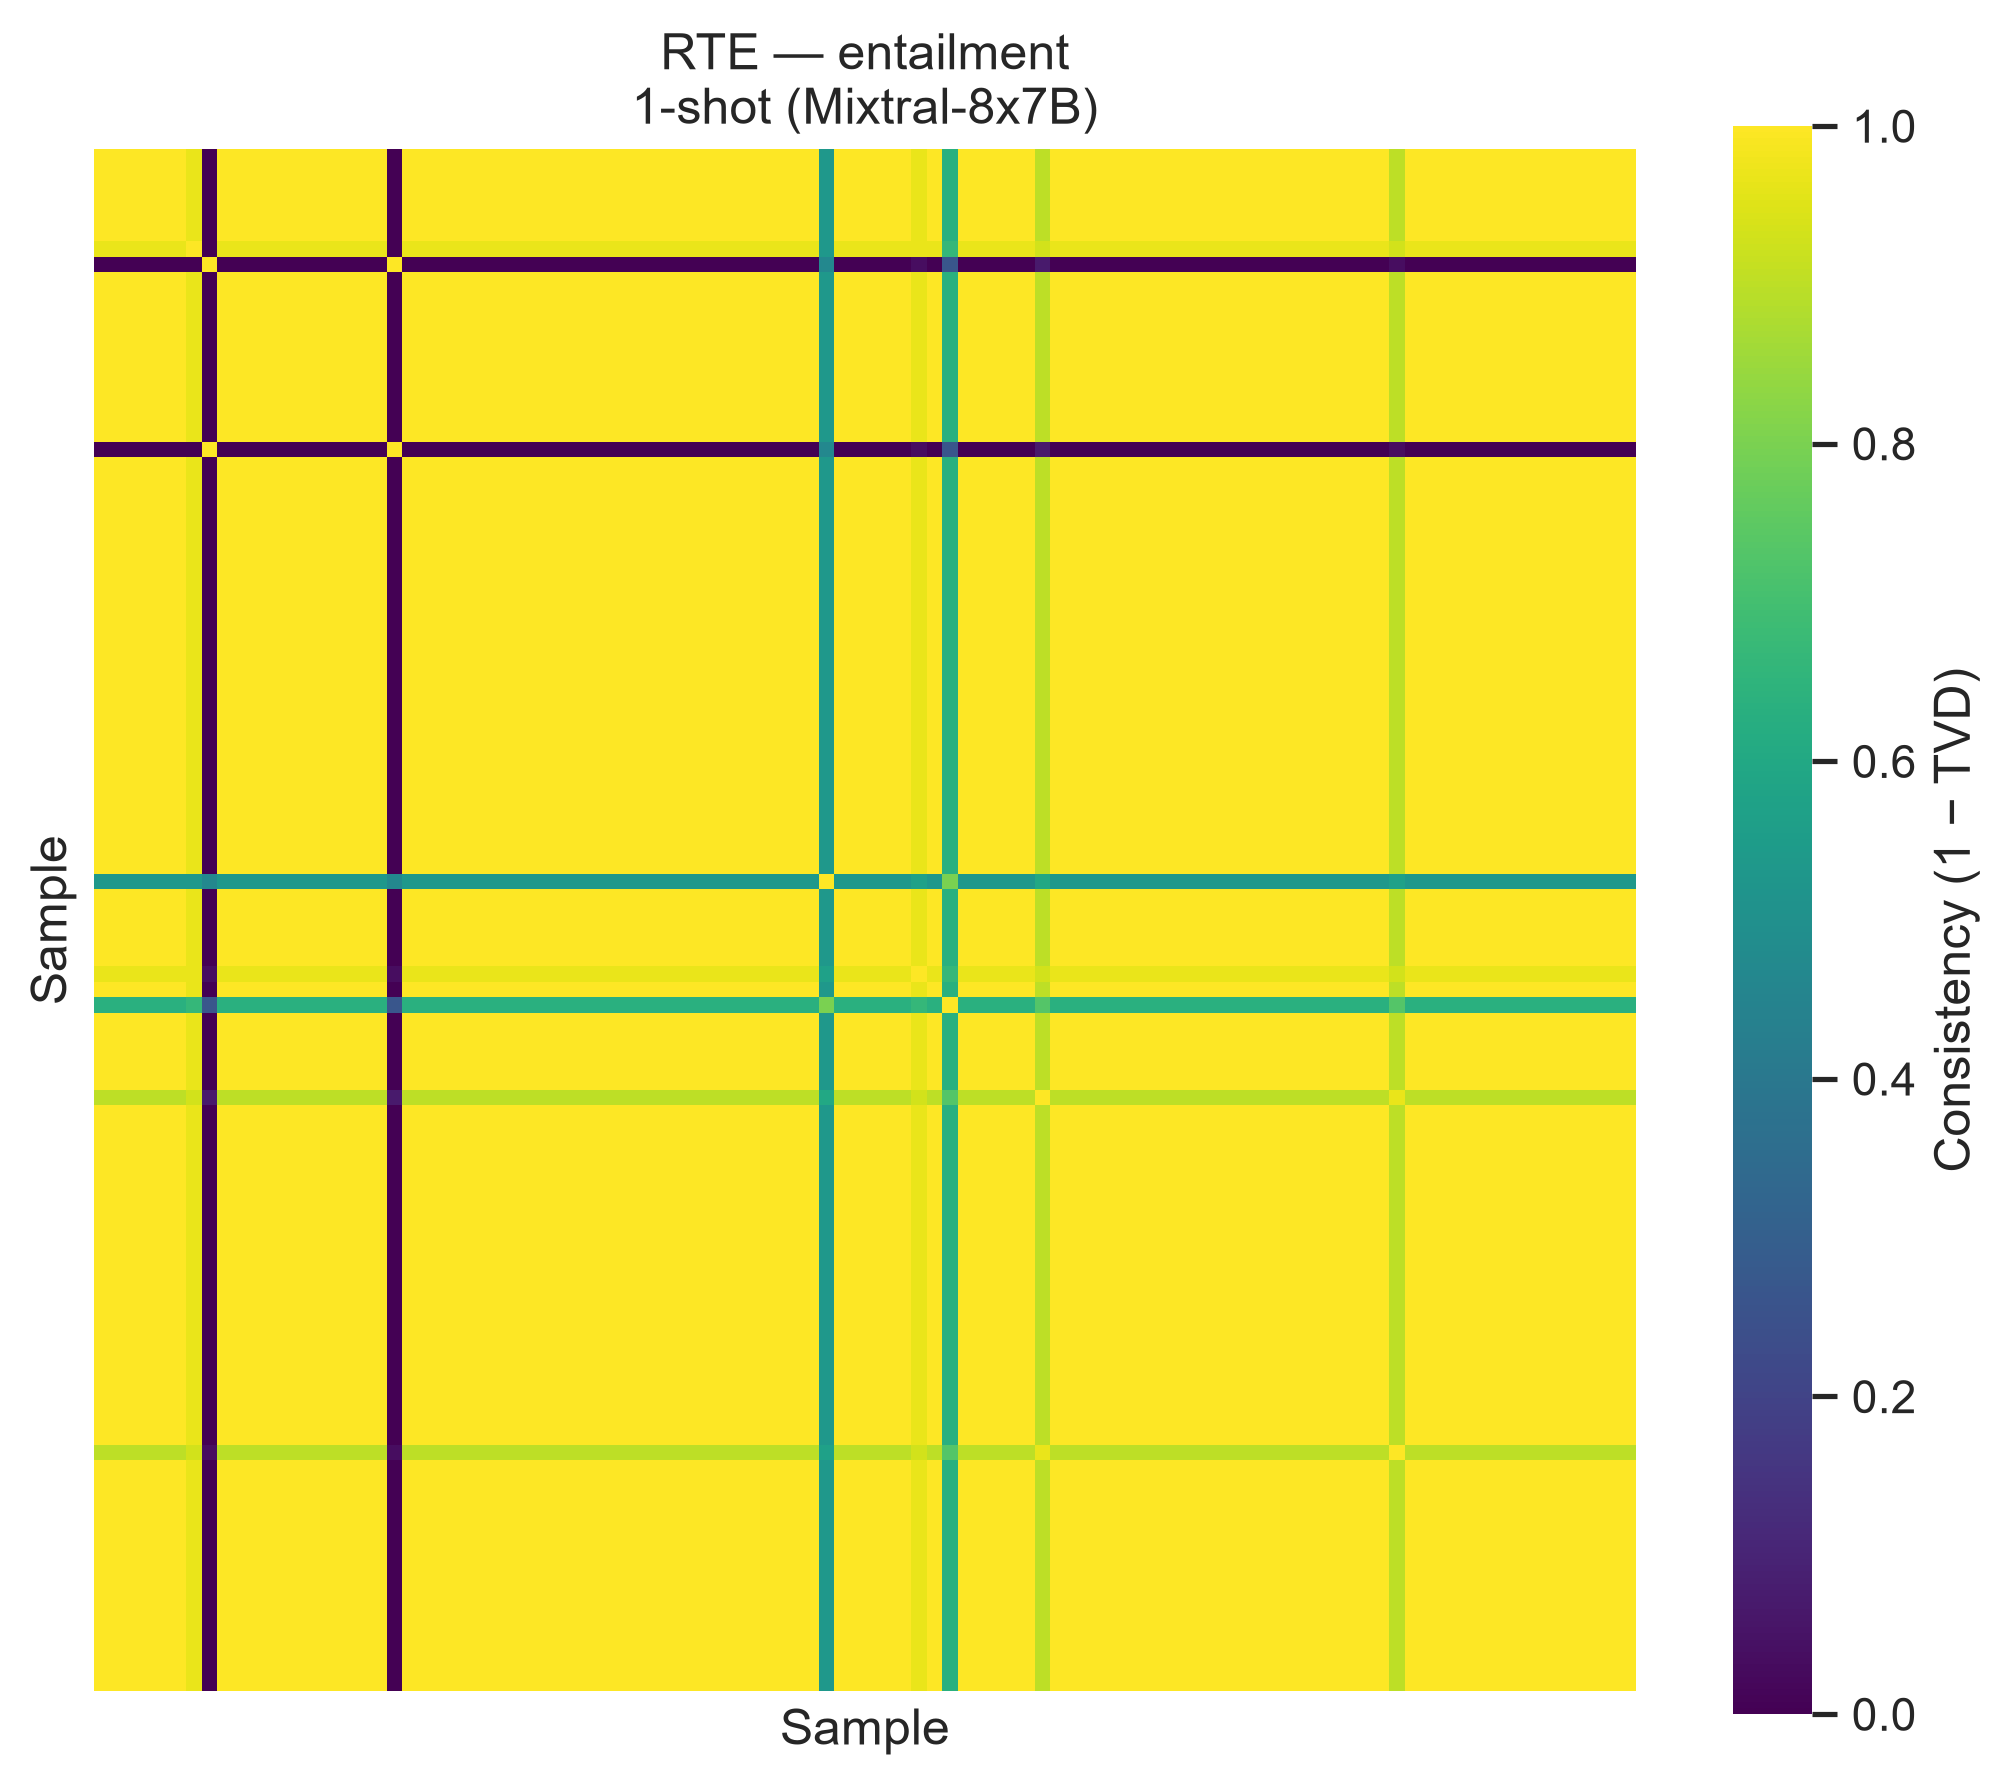 RTE — entailment
1-shot (Mixtral-8x7B)
Sample
Sample
1.0
0.8
0.6
0.4
0.2
0.0
Consistency (1 − TVD)